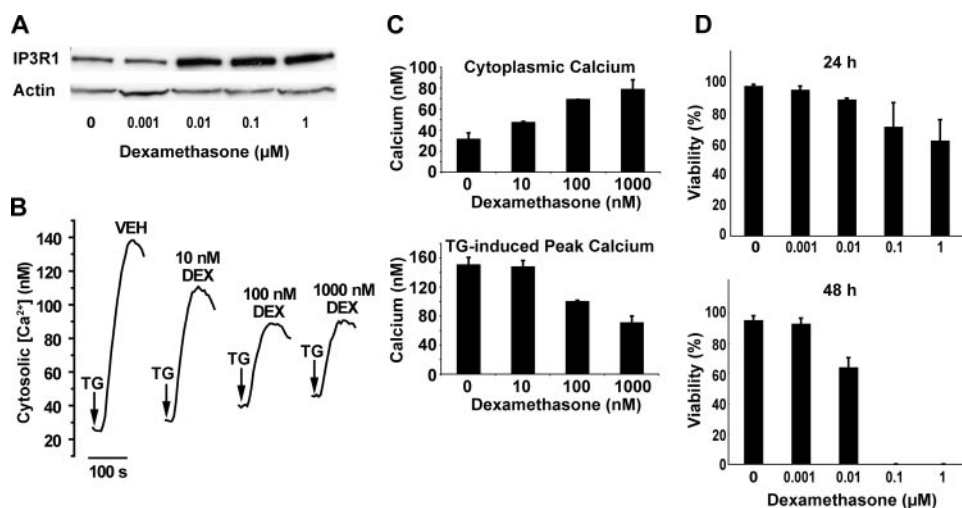 A
IP3R1
Actin
0 0.001 0.01 0.1 1
Dexamethasone (µM)
B
Cytosolic [Ca²⁺] (nM)
140
120
100
80
60
40
20
VEH
10 nM
DEX
100 nM
DEX
1000 nM
DEX
TG
TG
TG
TG
100 s
C
Cytoplasmic Calcium
Calcium (nM)
100
80
60
40
20
0
0 10 100 1000
Dexamethasone (nM)
TG-induced Peak Calcium
Calcium (nM)
160
120
80
40
0
0 10 100 1000
Dexamethasone (nM)
D
24 h
Viability (%)
100
80
60
40
20
0
0 0.001 0.01 0.1 1
48 h
Viability (%)
100
80
60
40
20
0
0 0.001 0.01 0.1 1
Dexamethasone (µM)